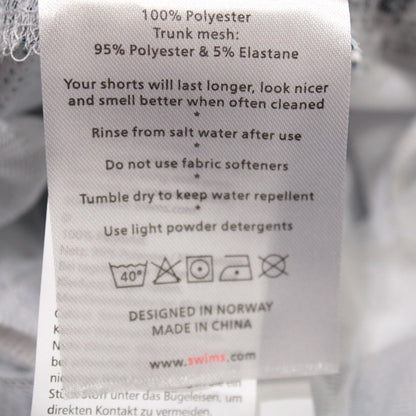 100% Polyester
Trunk mesh:
95% Polyester & 5% Elastane
Your shorts will last longer, look nicer
and smell better when often cleaned
*
Rinse from salt water after use
*
Do not use fabric softeners
*
Tumble dry to keep water repellent
*
Use light powder detergents
40°
DESIGNED IN NORWAY
MADE IN CHINA
www.swims.com
Stück Stoff unter das Bügeleisen, um
direkten Kontakt zu vermeiden.